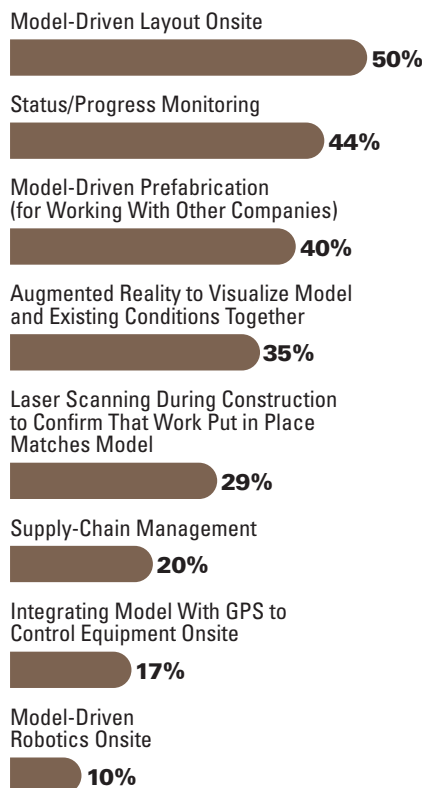 Model-Driven Layout Onsite
50%
Status/Progress Monitoring
44%
Model-Driven Prefabrication
(for Working With Other Companies)
40%
Augmented Reality to Visualize Model
and Existing Conditions Together
35%
Laser Scanning During Construction
to Confirm That Work Put in Place
Matches Model
29%
Supply-Chain Management
20%
Integrating Model With GPS to
Control Equipment Onsite
17%
Model-Driven
Robotics Onsite
10%